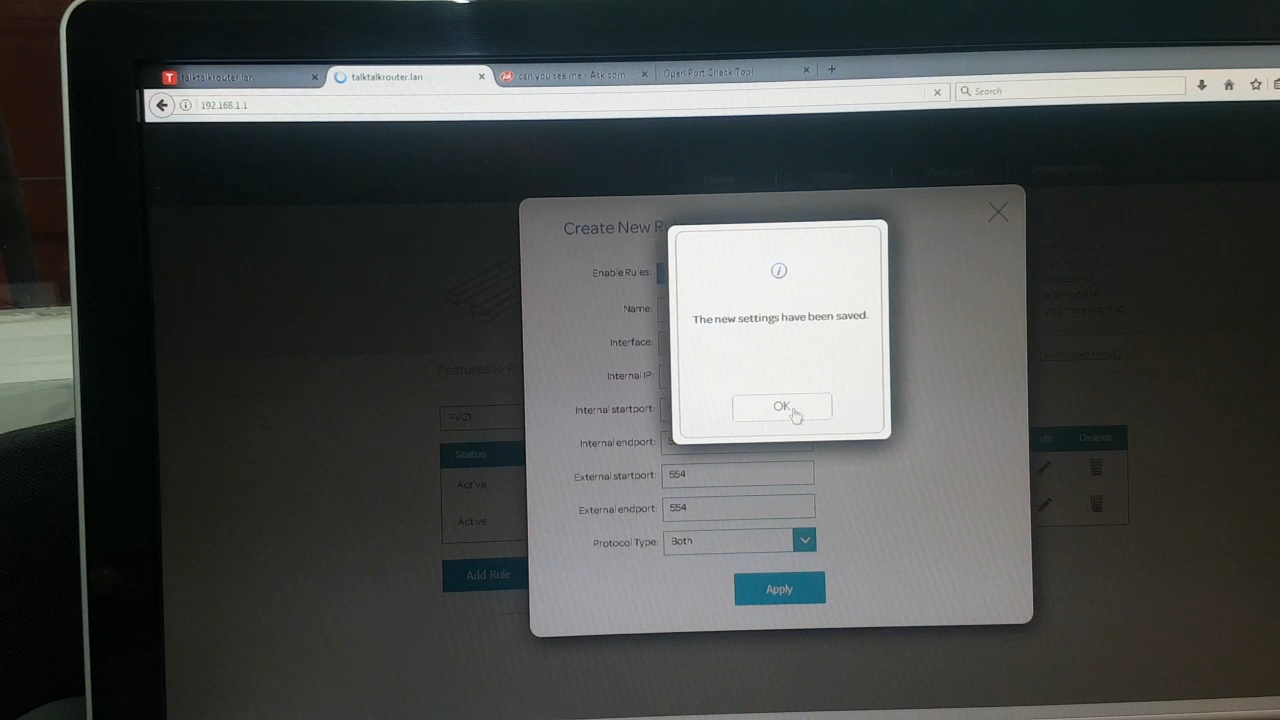 talktalkrouter.lan
talktalkrouter.lan
can you see me - Ask.com
Open Port Check Tool
192.168.1.1
Search
Create New R
Enable Rules:
Name:
Interface:
Internal IP:
Internal startport:
Internal endport:
External startport: 554
External endport: 554
Protocol Type: Both
Apply
The new settings have been saved.
OK
Features
PVC1
Status
Active
Active
Add Rule
Edit Delete